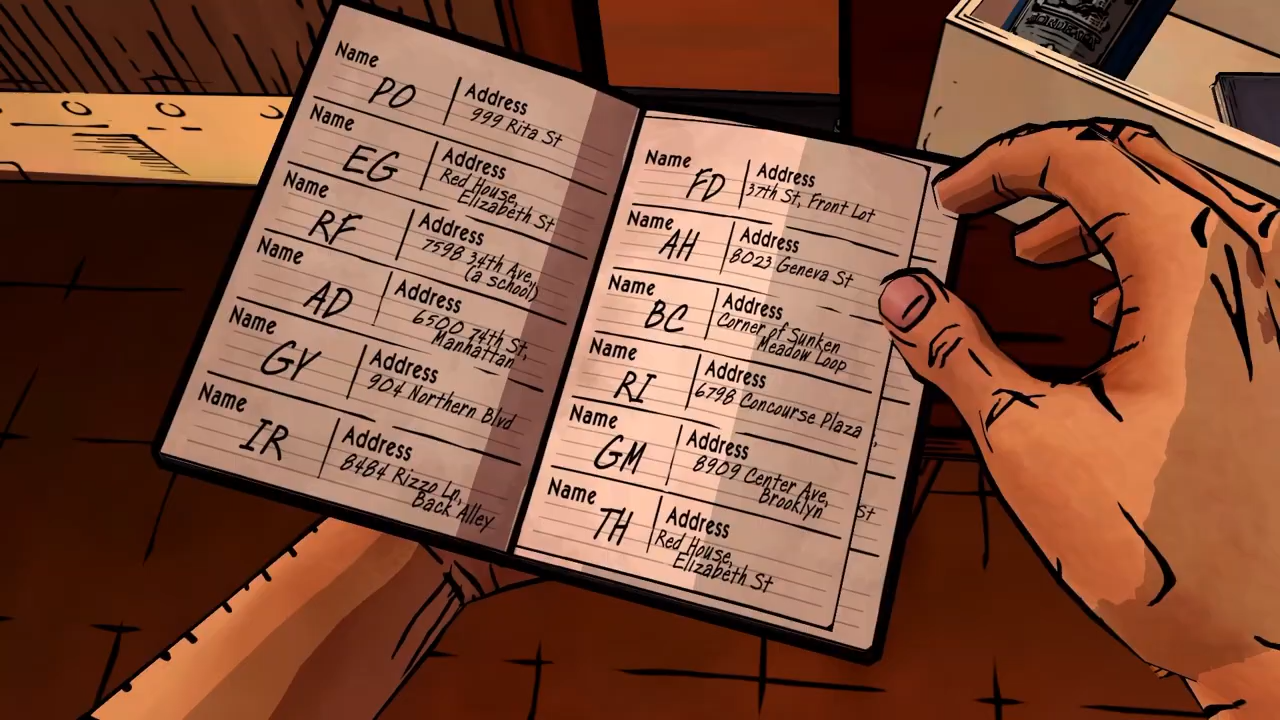 Name
PO
Address
999 Rita St
Name
EG
Address
Red House,
Elizabeth St
Name
RF
Address
7598 34th Ave,
(a school)
Name
AD
Address
6500 74th St,
Manhattan
Name
GY
Address
904 Northern Blvd
Name
IR
Address
8484 Rizzo Ln,
Back Alley
Name
FD
Address
37th St, Front Lot
Name
AH
Address
8023 Geneva St
Name
BC
Address
Corner of Sunken
Meadow Loop
Name
RI
Address
6798 Concourse Plaza
Name
GM
Address
8909 Center Ave,
Brooklyn
Name
TH
Address
Red House,
Elizabeth St
,
St